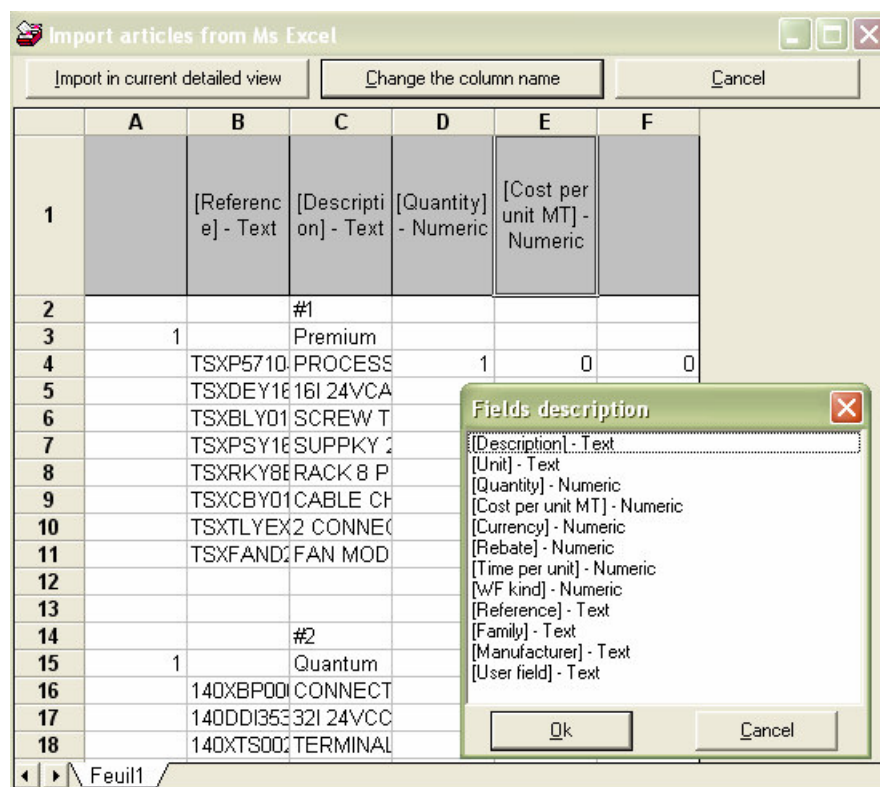 Import articles from Ms Excel
Import in current detailed view Change the column name Cancel
A B C D E F
1 [Referenc e] - Text [Descripti on] - Text [Quantity] - Numeric [Cost per unit MT] - Numeric
2 #1
3 1 Premium
4 TSXP5710 PROCESS 1 0 0
5 TSXDEY16 16I 24VCA
6 TSXBLY01 SCREW T
7 TSXPSY16 SUPPKY 2
8 TSXRKY8E RACK 8 P
9 TSXCBY01 CABLE CH
10 TSXTLYEX 2 CONNEC
11 TSXFAND2 FAN MOD
12
13
14 #2
15 1 Quantum
16 140XBP00 CONNECT
17 140DDI353 32I 24VCC
18 140XTS002 TERMINAL
Feuil1
Fields description
[Description] - Text
[Unit] - Text
[Quantity] - Numeric
[Cost per unit MT] - Numeric
[Currency] - Numeric
[Rebate] - Numeric
[Time per unit] - Numeric
[WF kind] - Numeric
[Reference] - Text
[Family] - Text
[Manufacturer] - Text
[User field] - Text
Ok Cancel